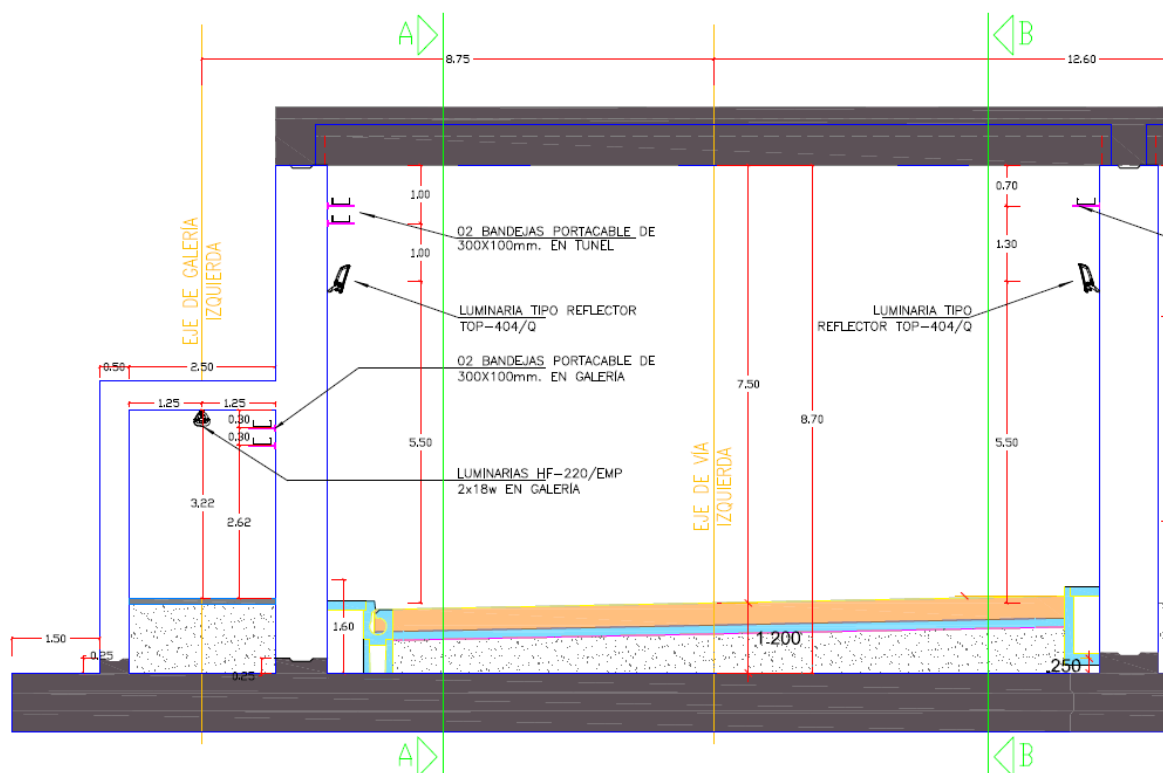 A
B
8.75
12.60
1.00
0.70
02 BANDEJAS PORTACABLE DE
300X100mm. EN TUNEL
1.00
1.30
EJE DE GALERÍA
IZQUIERDA
LUMINARIA TIPO REFLECTOR
TOP-404/Q
LUMINARIA TIPO
REFLECTOR TOP-404/Q
0.50
2.50
02 BANDEJAS PORTACABLE DE
300X100mm. EN GALERÍA
7.50
8.70
1.25
1.25
0.30
0.30
5.50
5.50
LUMINARIAS HF-220/EMP
2x18w EN GALERÍA
3.22
2.62
EJE DE VÍA
IZQUIERDA
1.60
1.50
1.200
0.25
0.25
.250
A
B